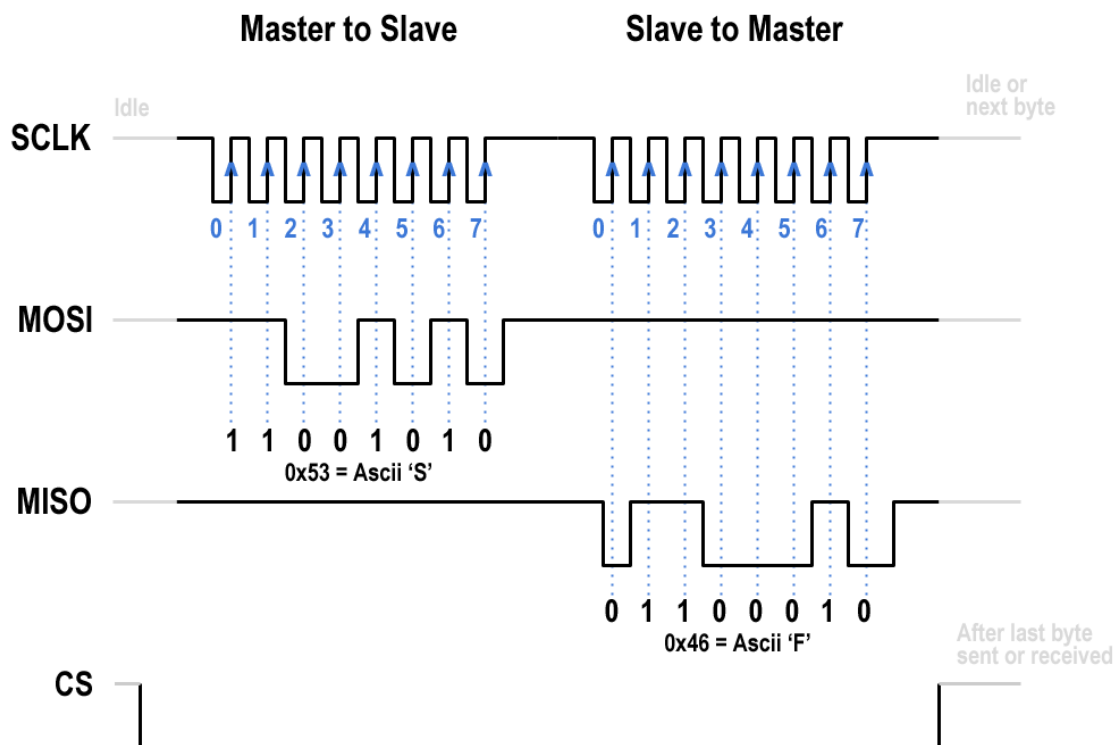 Master to Slave
Slave to Master
Idle
Idle or
next byte
SCLK
0 1 2 3 4 5 6 7
0 1 2 3 4 5 6 7
MOSI
1 1 0 0 1 0 1 0
0x53 = Ascii ‘S’
MISO
0 1 1 0 0 0 1 0
0x46 = Ascii ‘F’
After last byte
sent or received
CS